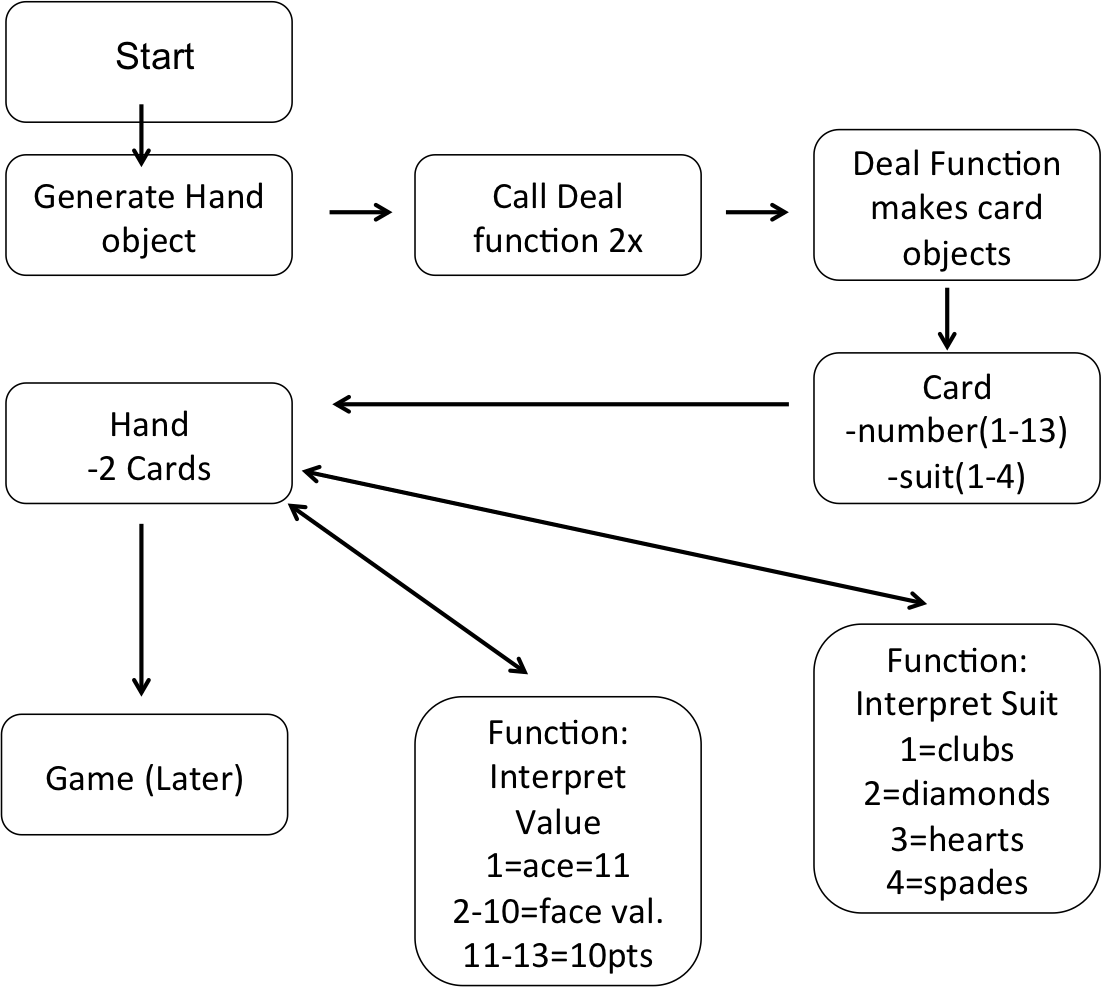 Start
Generate Hand
object
Call Deal
function 2x
Deal Function
makes card
objects
Card
-number(1-13)
-suit(1-4)
Hand
-2 Cards
Game (Later)
Function:
Interpret
Value
1=ace=11
2-10=face val.
11-13=10pts
Function:
Interpret Suit
1=clubs
2=diamonds
3=hearts
4=spades